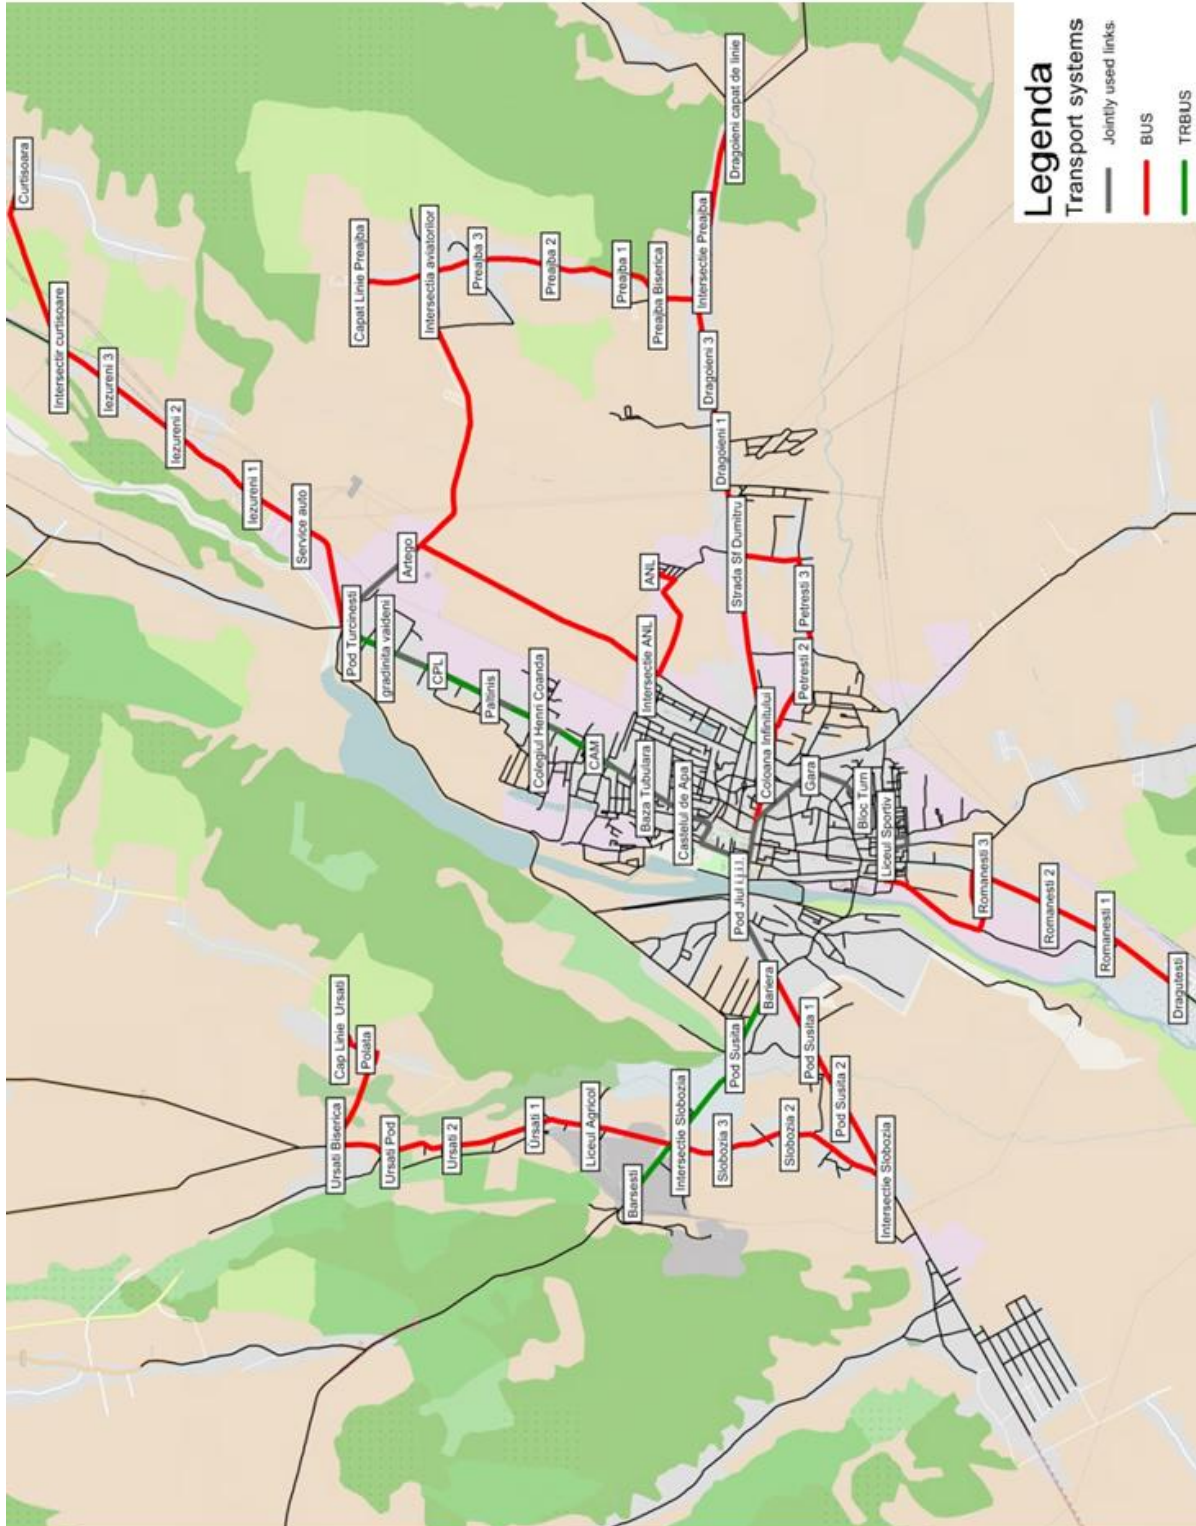 Curtisoara
Intersectir curtisoare
Iezureni 3
Iezureni 2
Iezureni 1
Service auto
Capat Linie Preajba
Intersectia aviatorilor
Preajba 3
Preajba 2
Preajba 1
Preajba Biserica
Intersectie Preajba
Dragoieni capat de linie
Dragoieni 3
Dragoieni 1
Strada Sf Dumitru
Petresti 3
Petresti 2
Artego
ANL
Intersectie ANL
Pod Turcinesti
gradinita vaideni
CPL
Paltinis
Colegiul Henri Coanda
CAM
Baza Tubulara
Castelul de Apa
Coloana Infinitului
Gara
Bloc Turn
Liceul Sportiv
Pod Jiul i.j.i.l.
Romanesti 3
Romanesti 2
Romanesti 1
Dragutesti
Bariera
Pod Susita
Pod Susita 1
Pod Susita 2
Cap Linie Ursati
Polata
Ursati Biserica
Ursati Pod
Ursati 2
Ursati 1
Liceul Agricol
Intersectie Slobozia
Barsesti
Slobozia 3
Slobozia 2
Intersectie Slobozia
Legenda
Transport systems
Jointly used links
BUS
TRBUS